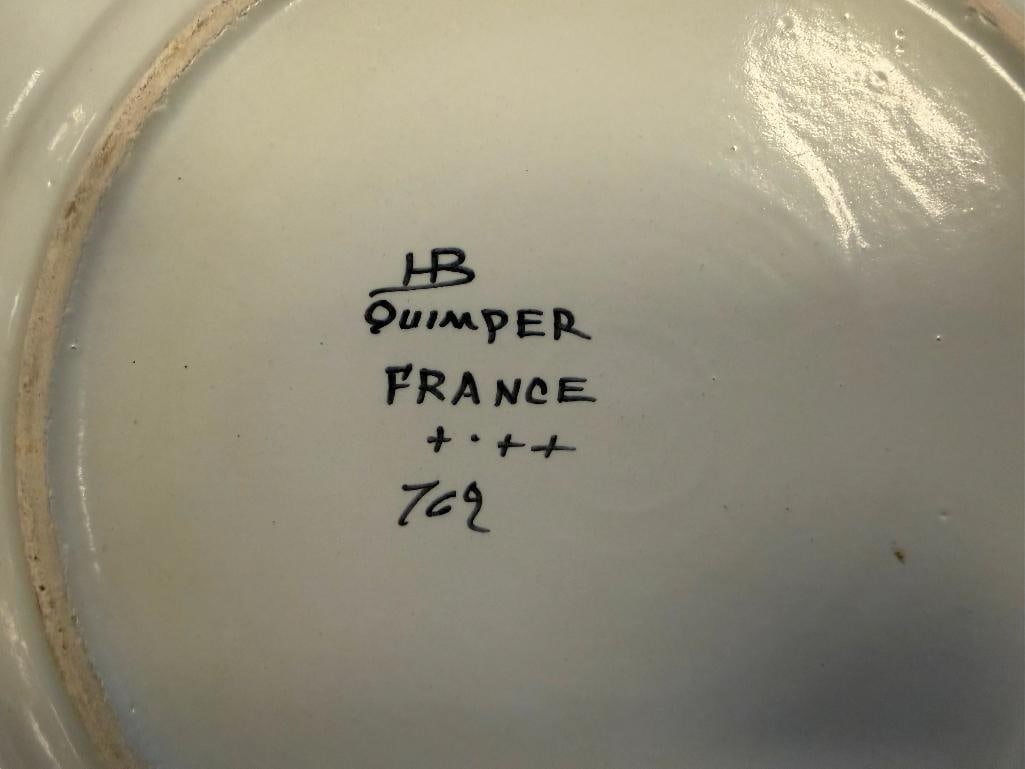 HB
QUIMPER
FRANCE
+ · + +
769